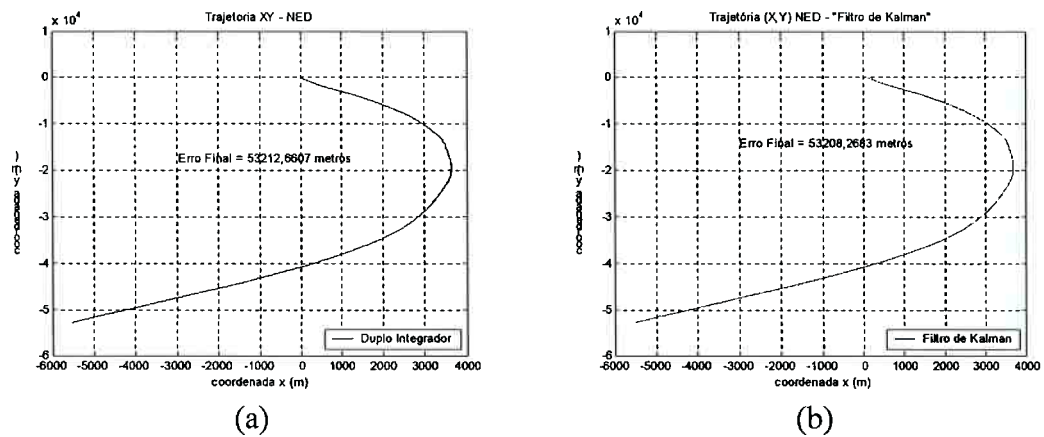 Trajetoria XY - NED
x 10⁴
1
0
-1
-2
-3
-4
-5
-6
coordenada y (m)
Erro Final = 53212,6607 metros
Duplo Integrador
-6000 -5000 -4000 -3000 -2000 -1000 0 1000 2000 3000 4000
coordenada x (m)
(a)
Trajetória (X,Y) NED - "Filtro de Kalman"
x 10⁴
1
0
-1
-2
-3
-4
-5
-6
coordenada y (m)
Erro Final = 53208,2683 metros
Filtro de Kalman
-6000 -5000 -4000 -3000 -2000 -1000 0 1000 2000 3000 4000
coordenada x (m)
(b)